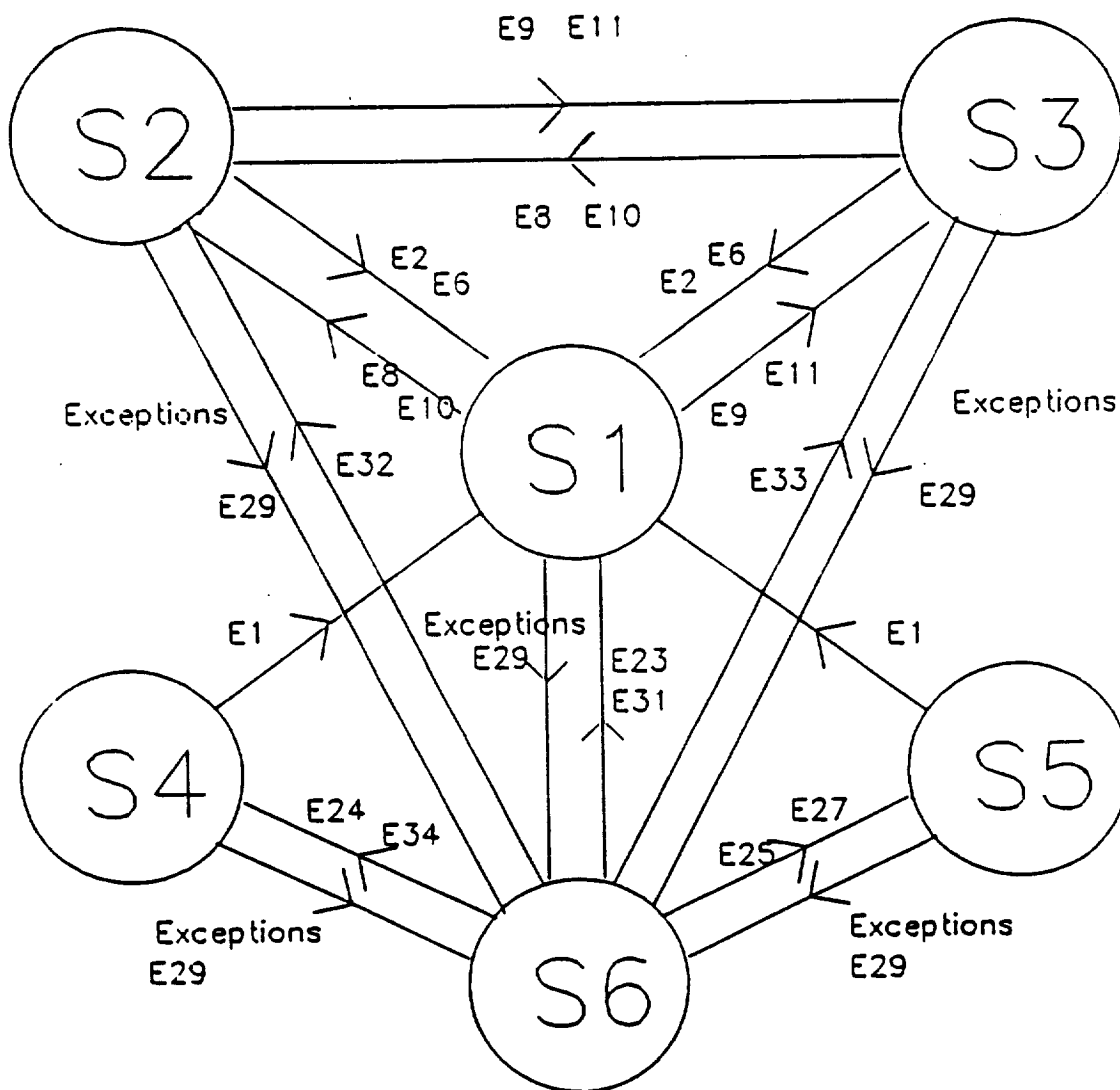 E9 E11
S2
S3
E8 E10
E2
E6
E6
E2
E8
E10
E11
E9
Exceptions
Exceptions
S1
E32
E29
E33
E29
E1
Exceptions
E29
E23
E31
E1
S4
S5
E24
E34
E27
E25
Exceptions
E29
Exceptions
E29
S6